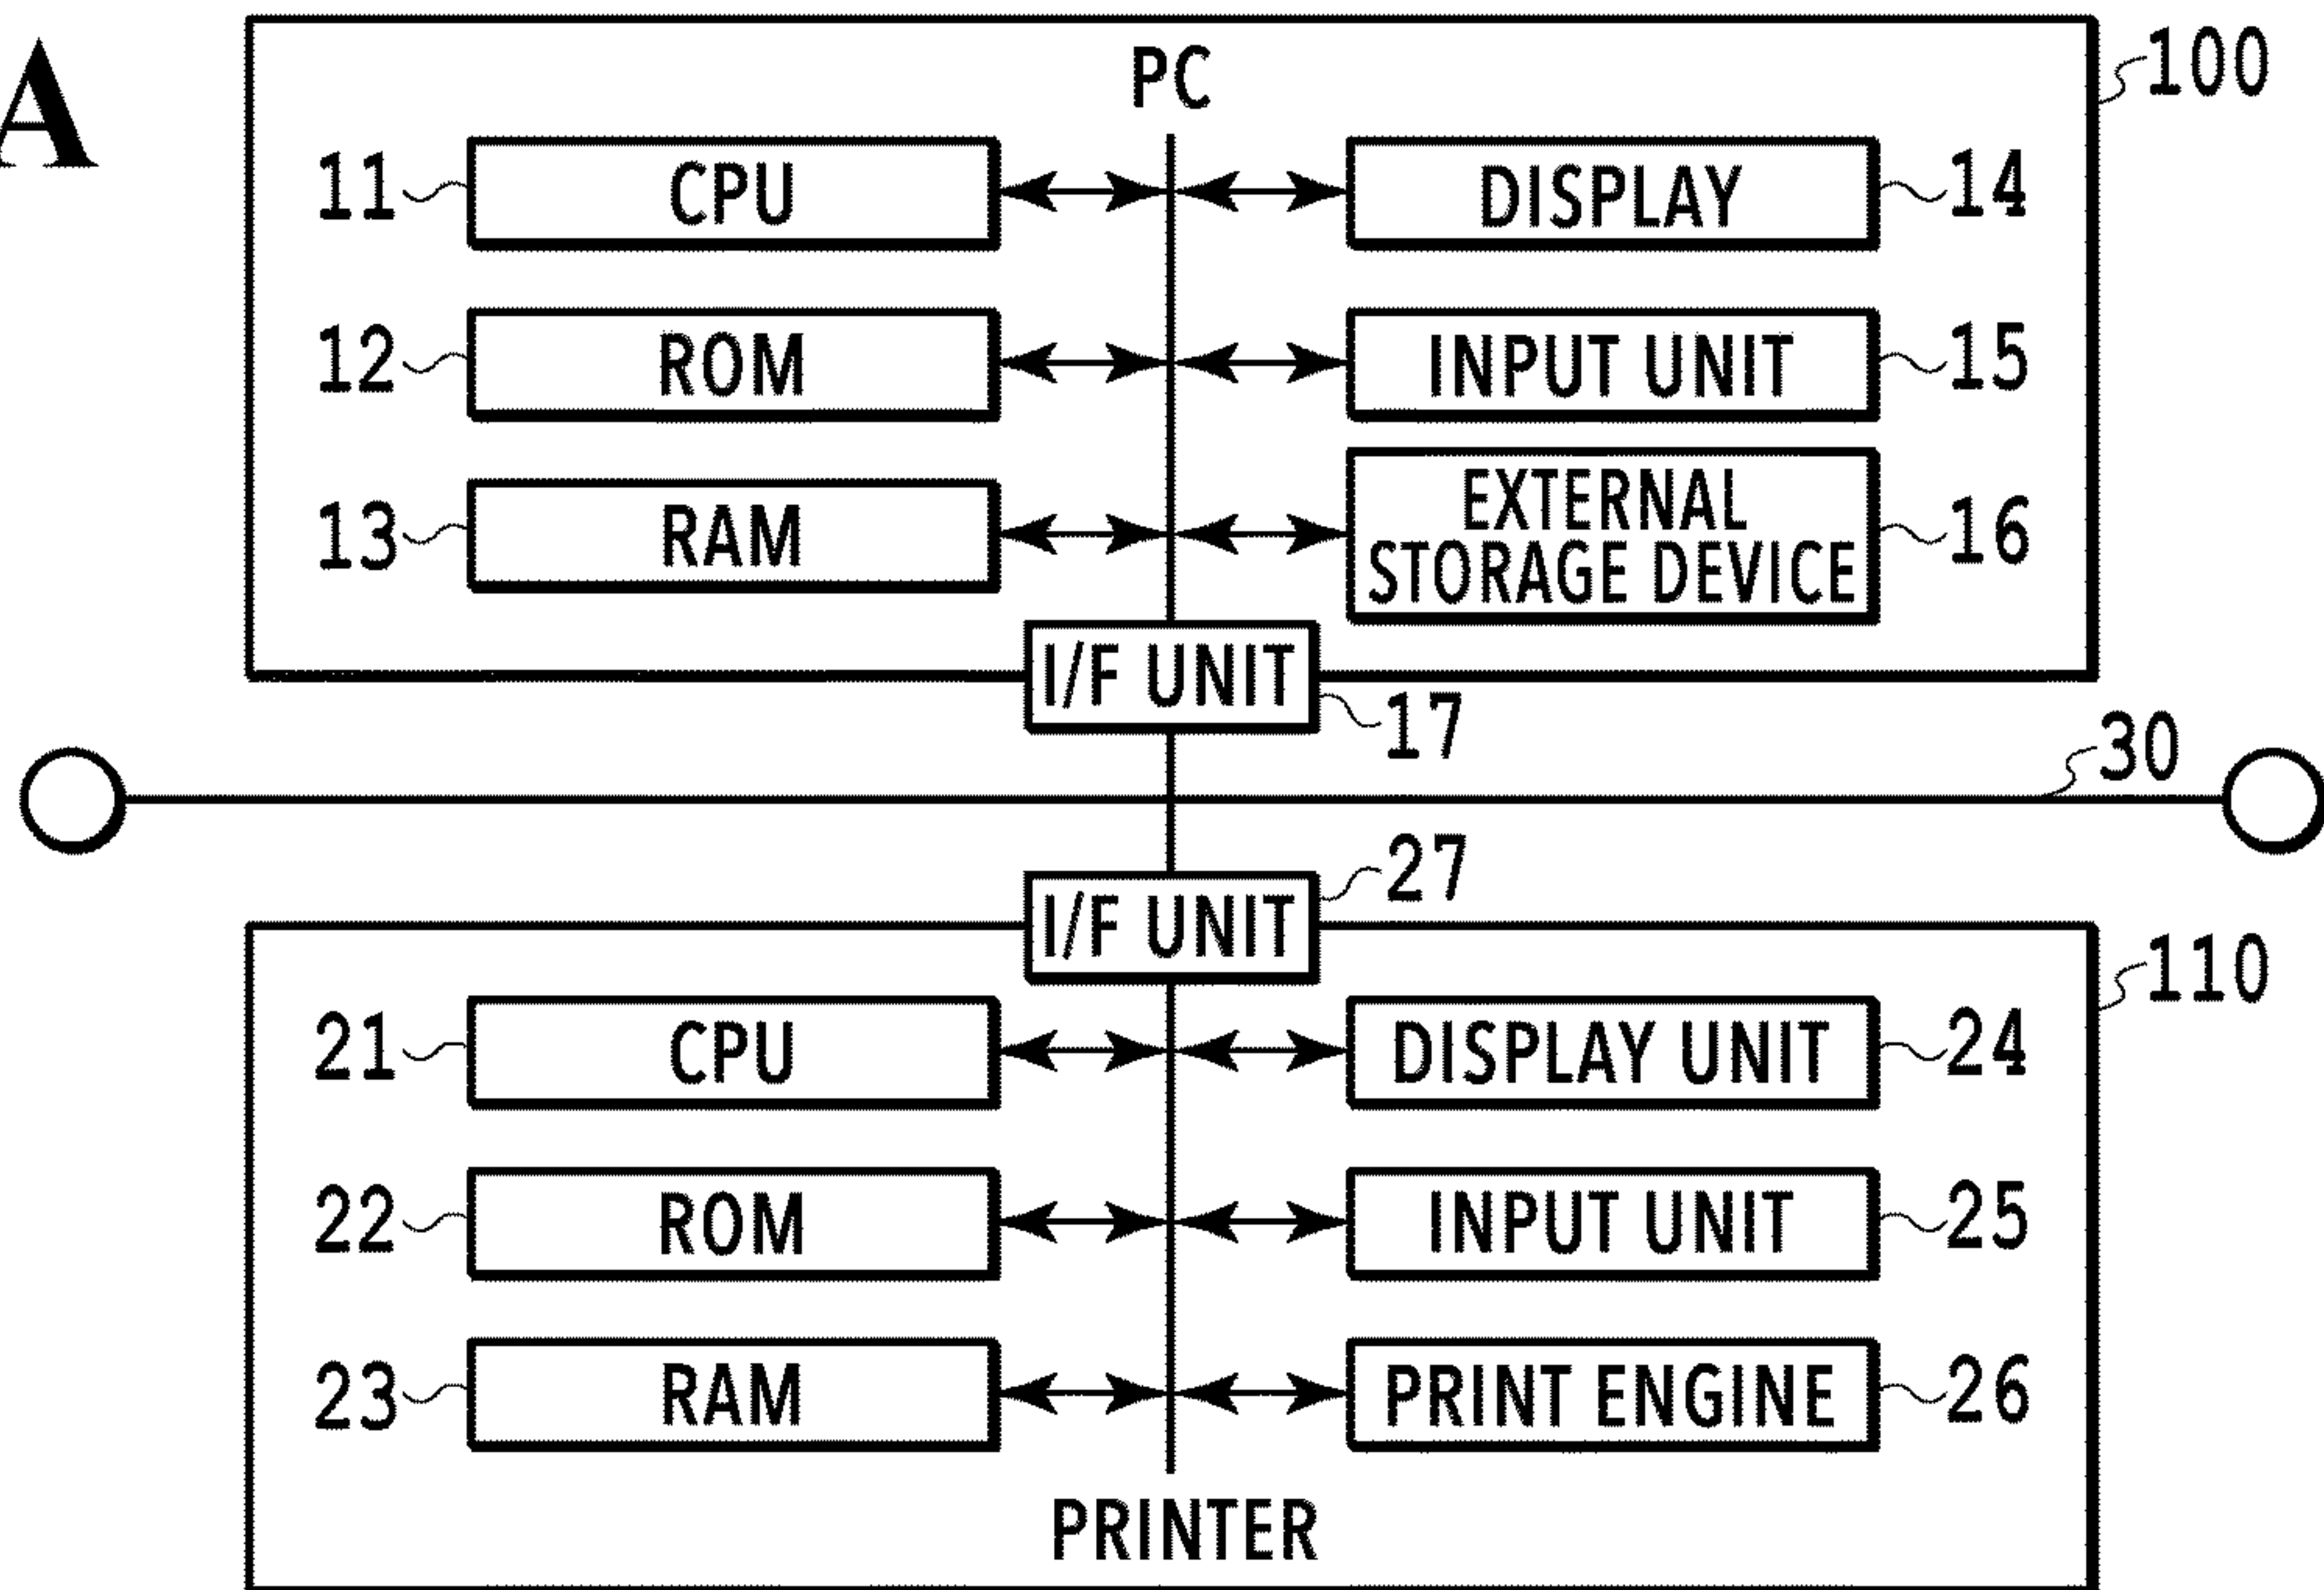 A
PC
100
11 CPU DISPLAY 14
12 ROM INPUT UNIT 15
13 RAM EXTERNAL
STORAGE DEVICE 16
I/F UNIT
17
30
27
I/F UNIT
110
21 CPU DISPLAY UNIT 24
22 ROM INPUT UNIT 25
23 RAM PRINT ENGINE 26
PRINTER